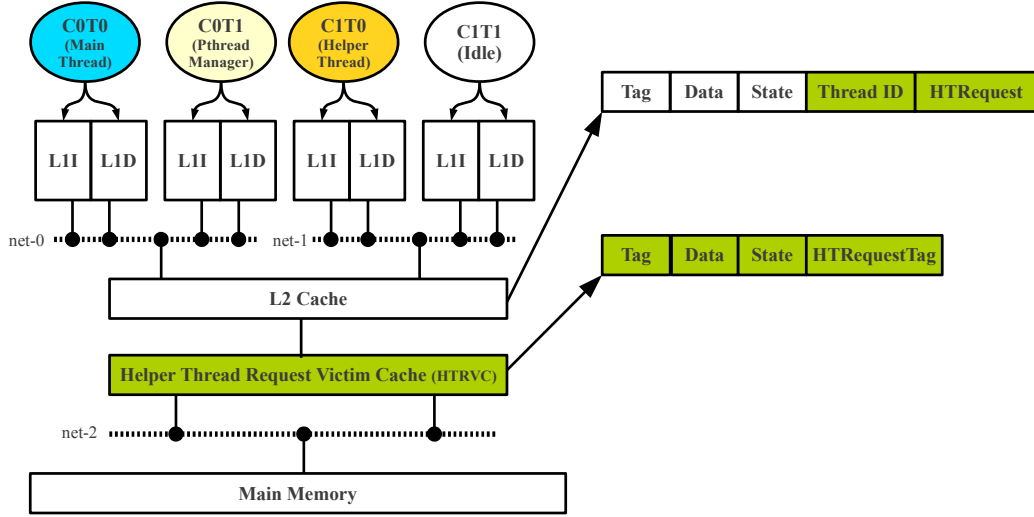 C0T0
(Main
Thread)
C0T1
(Pthread
Manager)
C1T0
(Helper
Thread)
C1T1
(Idle)
Tag Data State Thread ID HTRequest
L1I L1D L1I L1D L1I L1D L1I L1D
net-0 net-1
Tag Data State HTRequestTag
L2 Cache
Helper Thread Request Victim Cache (HTRVC)
net-2
Main Memory